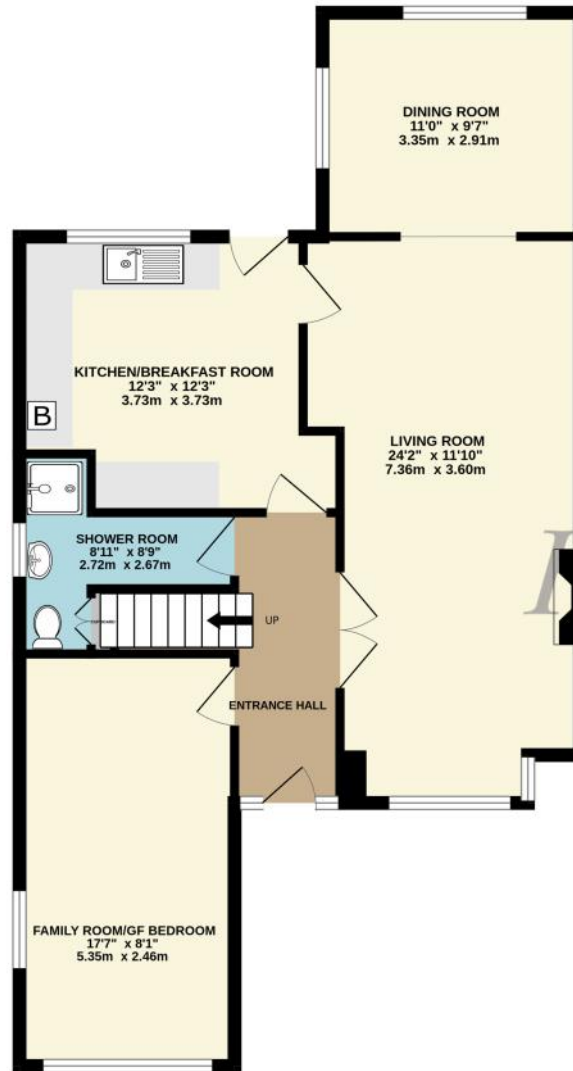 DINING ROOM
11'0" x 9'7"
3.35m x 2.91m
KITCHEN/BREAKFAST ROOM
12'3" x 12'3"
3.73m x 3.73m
B
LIVING ROOM
24'2" x 11'10"
7.36m x 3.60m
SHOWER ROOM
8'11" x 8'9"
2.72m x 2.67m
UP
ENTRANCE HALL
FAMILY ROOM/GF BEDROOM
17'7" x 8'1"
5.35m x 2.46m